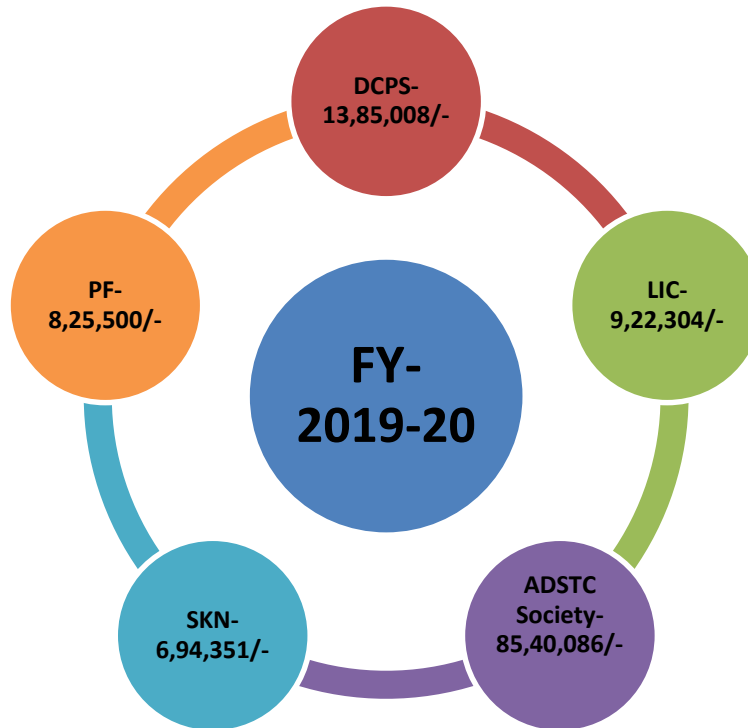 DCPS-
13,85,008/-
LIC-
9,22,304/-
ADSTC
Society-
85,40,086/-
SKN-
6,94,351/-
PF-
8,25,500/-
FY-
2019-20